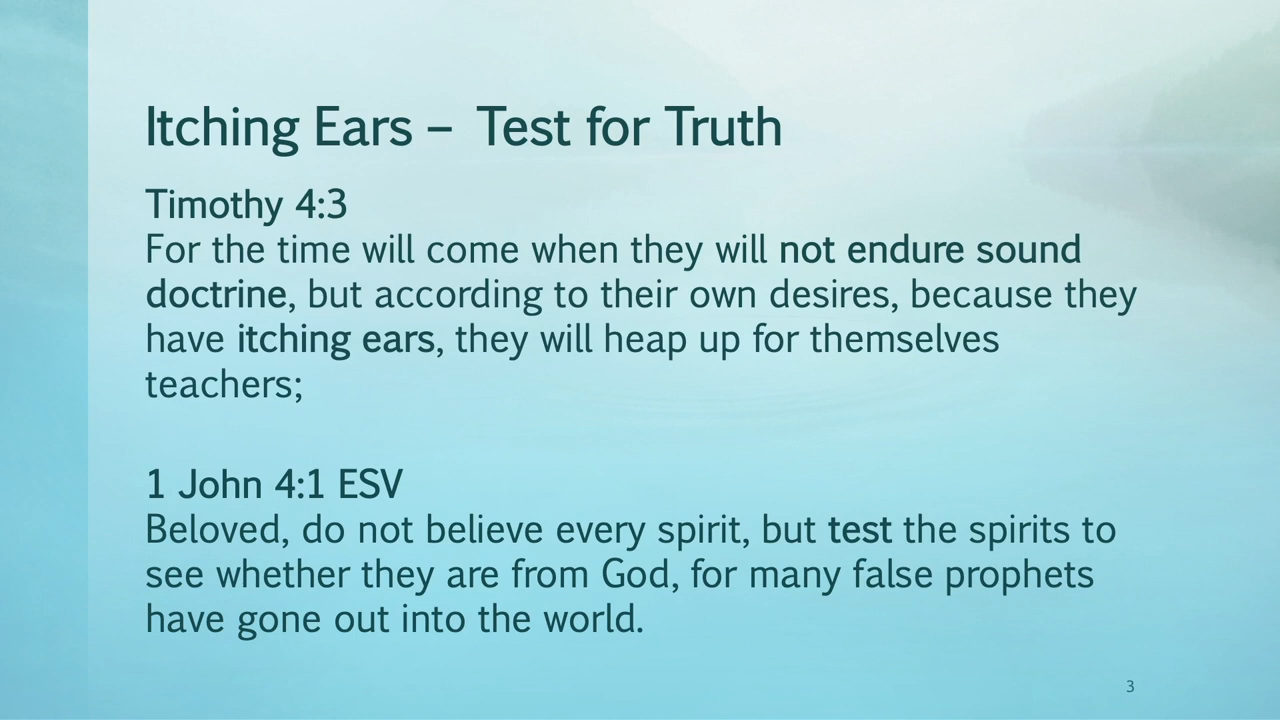 Itching Ears – Test for Truth
Timothy 4:3
For the time will come when they will not endure sound
doctrine, but according to their own desires, because they
have itching ears, they will heap up for themselves
teachers;
1 John 4:1 ESV
Beloved, do not believe every spirit, but test the spirits to
see whether they are from God, for many false prophets
have gone out into the world.
3